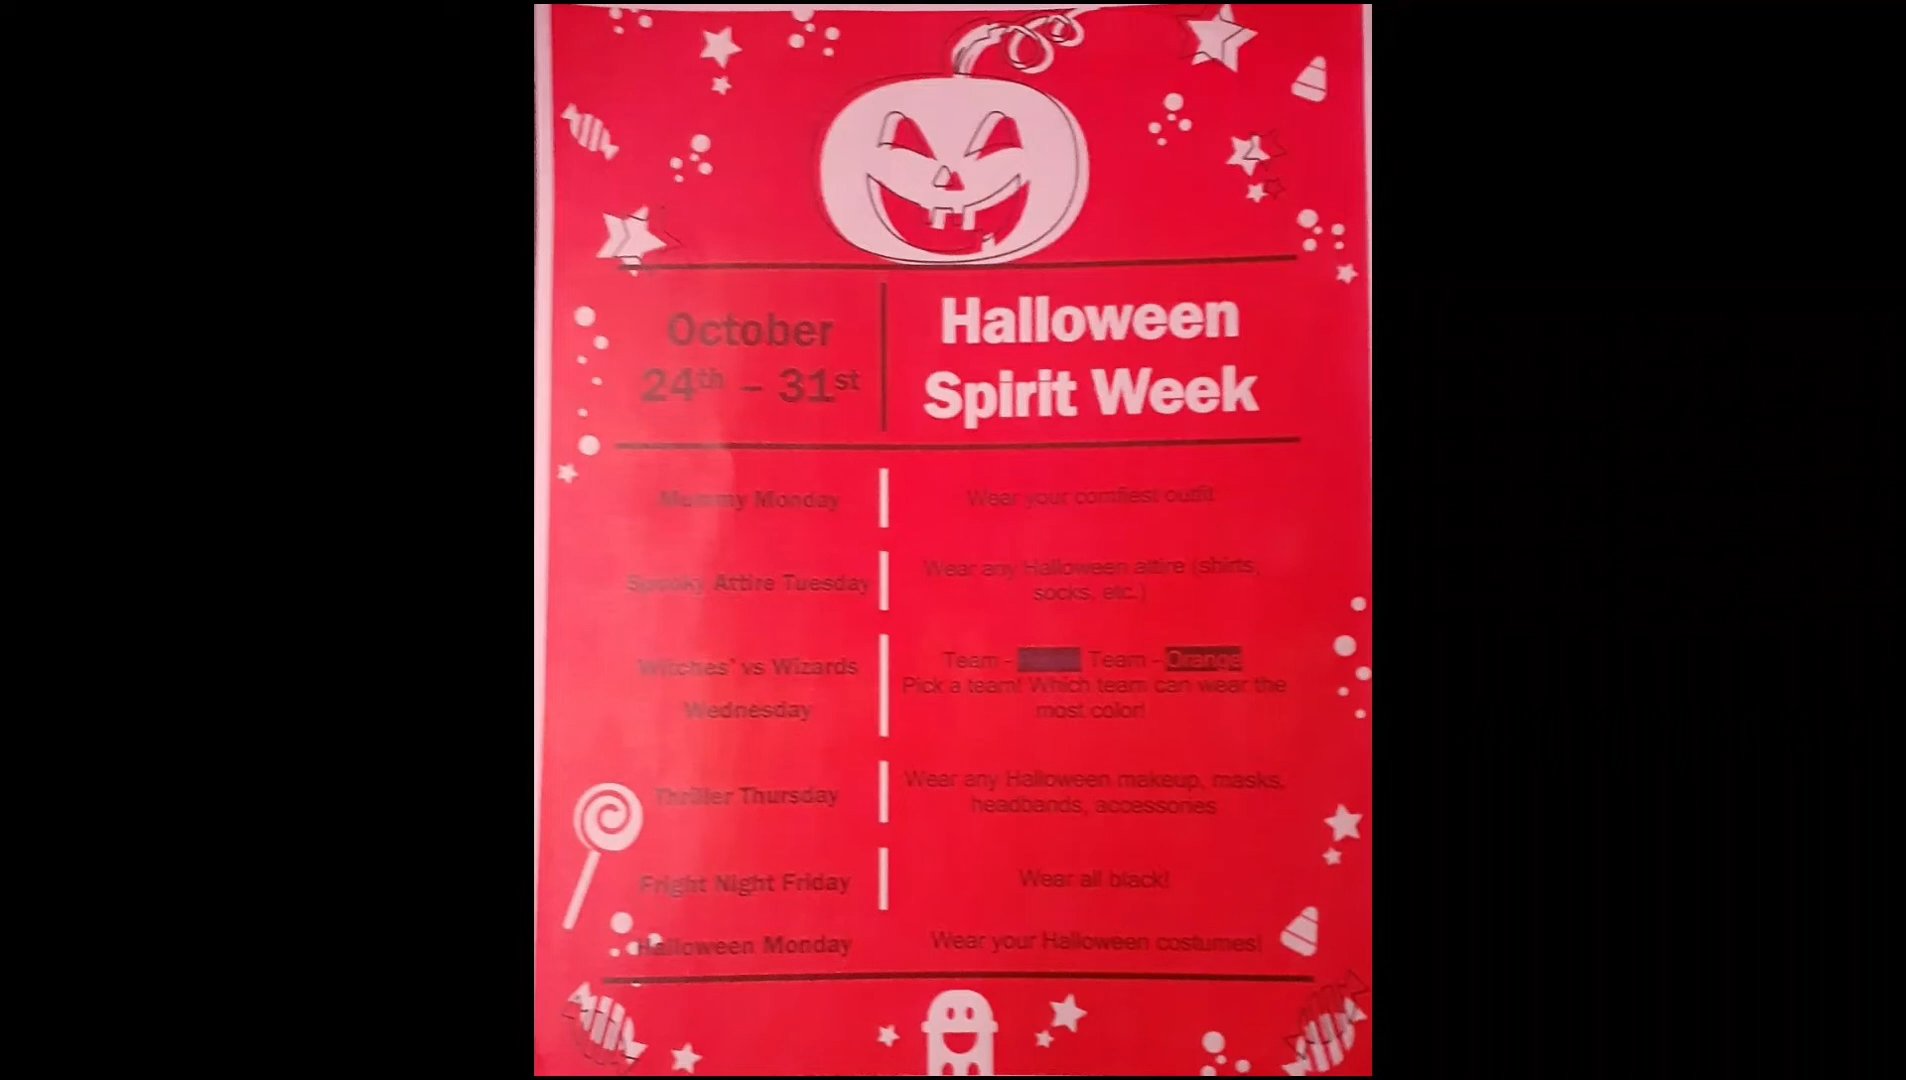 October
24th – 31st
Halloween
Spirit Week
Mummy Monday
Wear your comfiest outfit
Spooky Attire Tuesday
Wear any Halloween attire (shirts,
socks, etc.)
Witches' vs Wizards
Wednesday
Team - Team - Orange
Pick a team! Which team can wear the
most color!
Thriller Thursday
Wear any Halloween makeup, masks,
headbands, accessories
Fright Night Friday
Wear all black!
Halloween Monday
Wear your Halloween costumes!